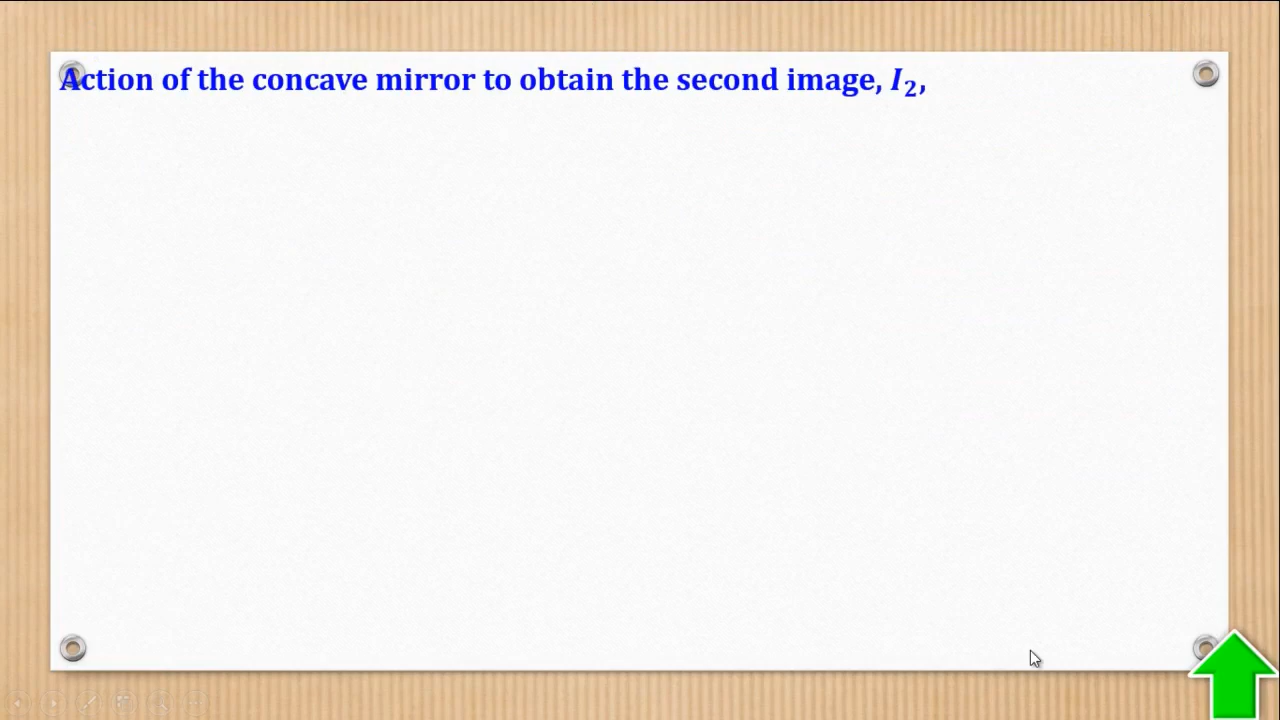 Action of the concave mirror to obtain the second image, I₂,